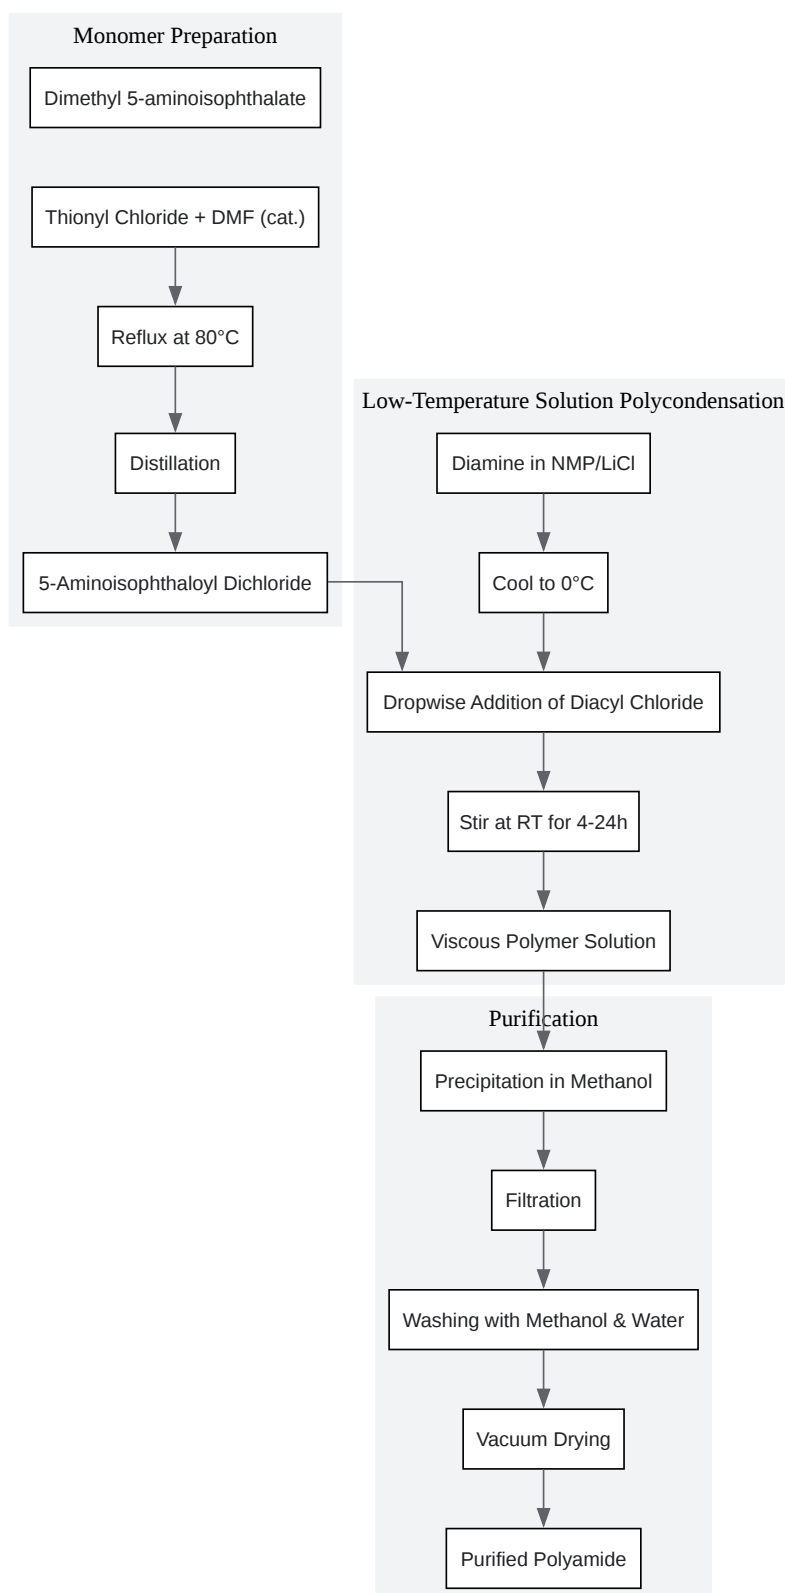 Monomer Preparation
Dimethyl 5-aminoisophthalate
Thionyl Chloride + DMF (cat.)
Reflux at 80°C
Distillation
5-Aminoisophthaloyl Dichloride
Low-Temperature Solution Polycondensation
Diamine in NMP/LiCl
Cool to 0°C
Dropwise Addition of Diacyl Chloride
Stir at RT for 4-24h
Viscous Polymer Solution
Purification
Precipitation in Methanol
Filtration
Washing with Methanol & Water
Vacuum Drying
Purified Polyamide